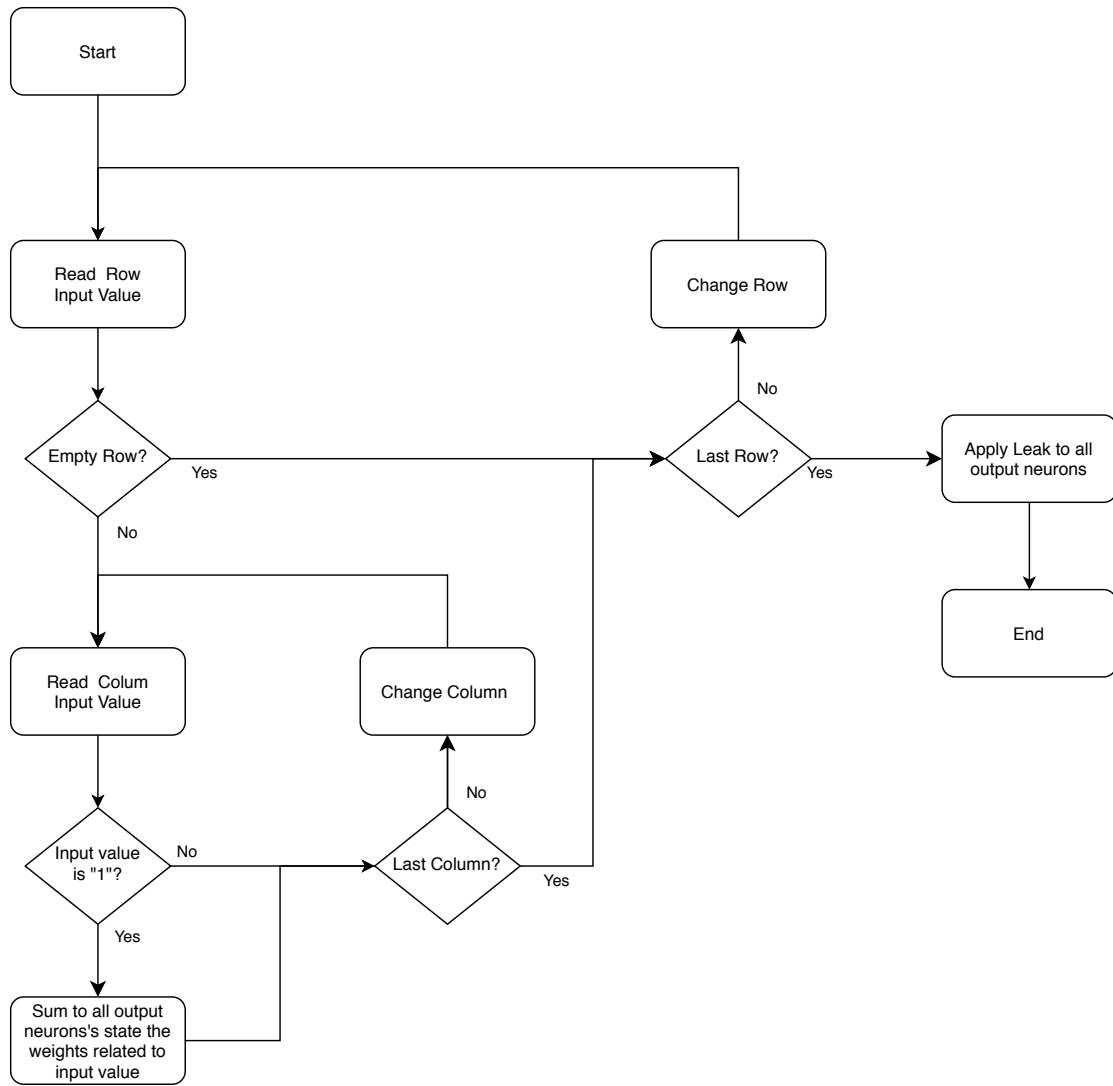 Start
Read Row
Input Value
Change Row
No
Empty Row?
Yes
Last Row?
Yes
Apply Leak to all
output neurons
No
End
Read Colum
Input Value
Change Column
No
Input value
is "1"?
No
Last Column?
Yes
Yes
Sum to all output
neurons's state the
weights related to
input value